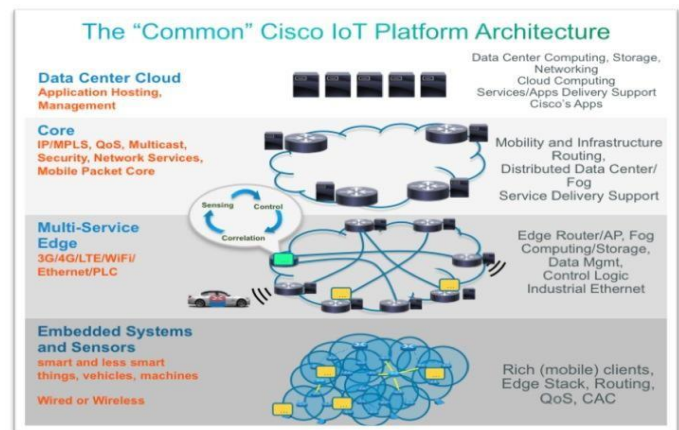 The “Common” Cisco IoT Platform Architecture
Data Center Cloud
Application Hosting,
Management
Data Center Computing, Storage,
Networking
Cloud Computing
Services/Apps Delivery Support
Cisco's Apps
Core
IP/MPLS, QoS, Multicast,
Security, Network Services,
Mobile Packet Core
Mobility and Infrastructure
Routing,
Distributed Data Center/
Fog
Service Delivery Support
Sensing
Control
Correlation
Multi-Service
Edge
3G/4G/LTE/WiFi/
Ethernet/PLC
Edge Router/AP, Fog
Computing/Storage,
Data Mgmt,
Control Logic
Industrial Ethernet
Embedded Systems
and Sensors
smart and less smart
things, vehicles, machines
Wired or Wireless
Rich (mobile) clients,
Edge Stack, Routing,
QoS, CAC